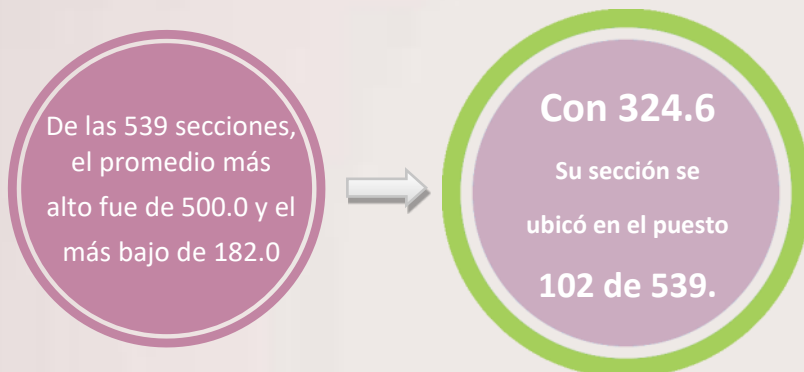 De las 539 secciones,
el promedio más
alto fue de 500.0 y el
más bajo de 182.0
Con 324.6
Su sección se
ubicó en el puesto
102 de 539.